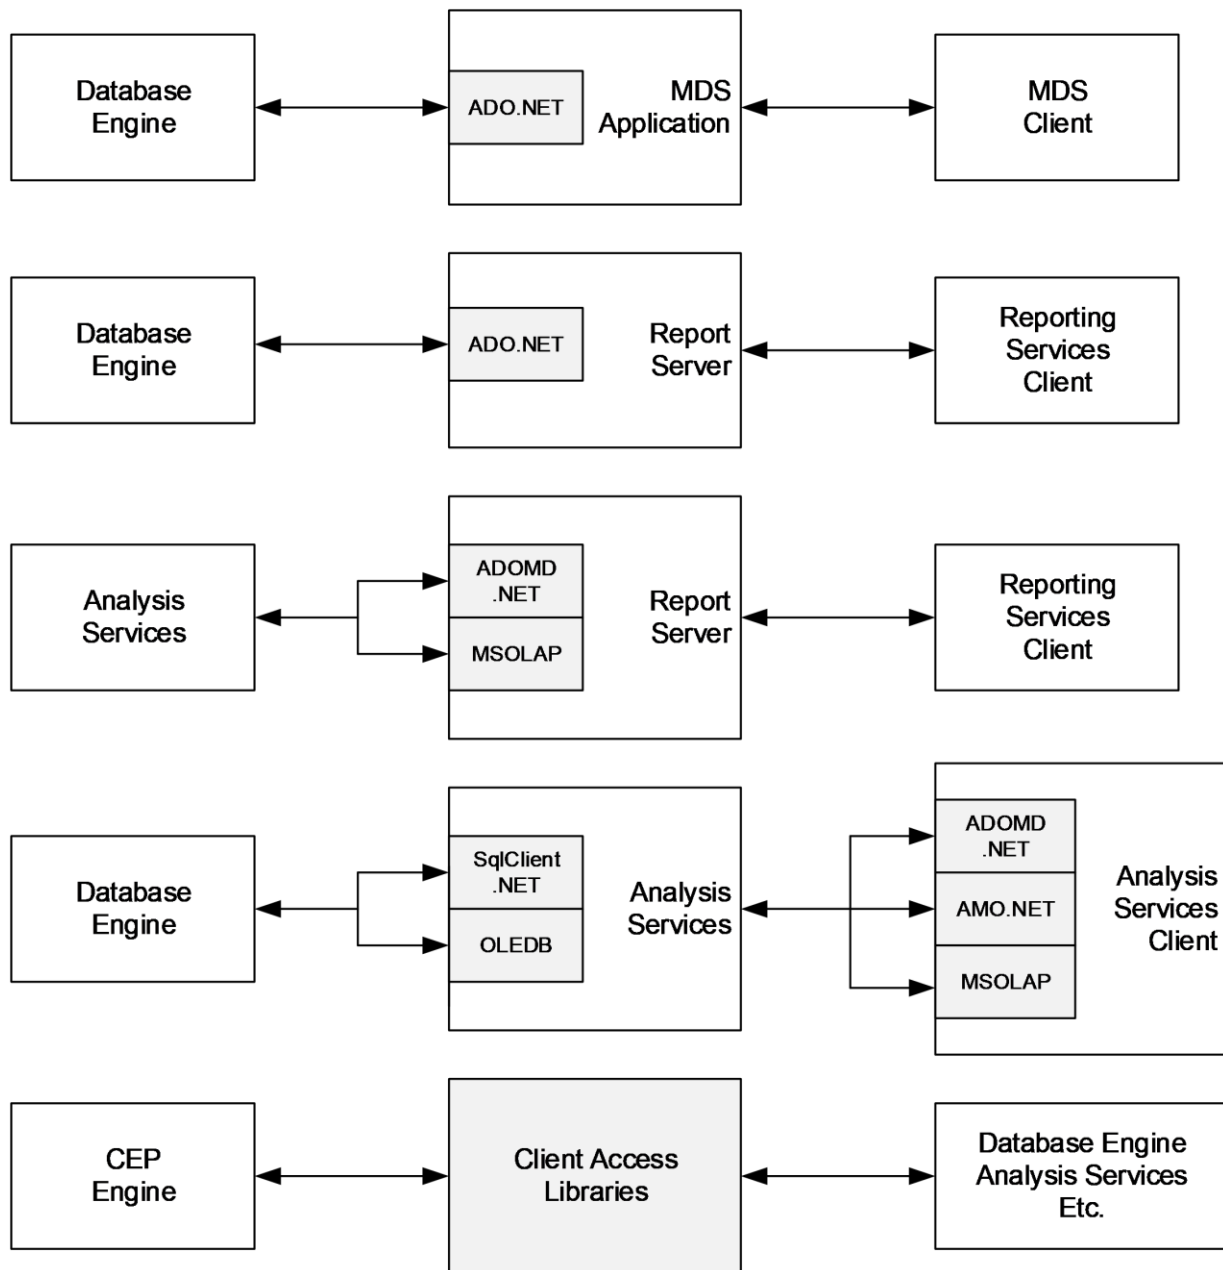 Database
Engine
ADO.NET
MDS
Application
MDS
Client
Database
Engine
ADO.NET
Report
Server
Reporting
Services
Client
Analysis
Services
ADOMD
.NET
MSOLAP
Report
Server
Reporting
Services
Client
Database
Engine
SqlClient
.NET
OLEDB
Analysis
Services
ADOMD
.NET
AMO.NET
MSOLAP
Analysis
Services
Client
CEP
Engine
Client Access
Libraries
Database Engine
Analysis Services
Etc.